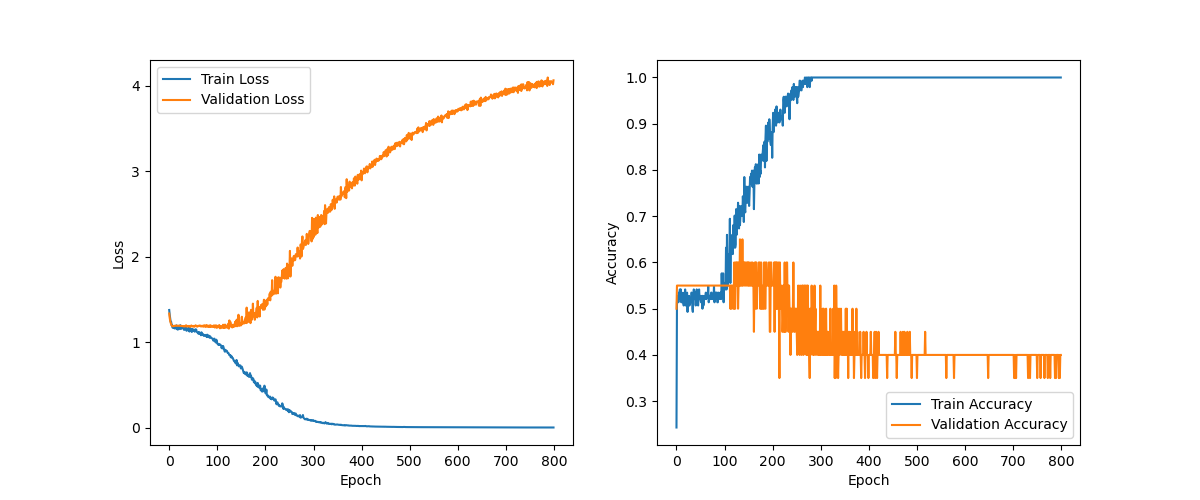 Train Loss
Validation Loss
Loss
4
3
2
1
0
0 100 200 300 400 500 600 700 800
Epoch
Accuracy
1.0
0.9
0.8
0.7
0.6
0.5
0.4
0.3
Train Accuracy
Validation Accuracy
0 100 200 300 400 500 600 700 800
Epoch